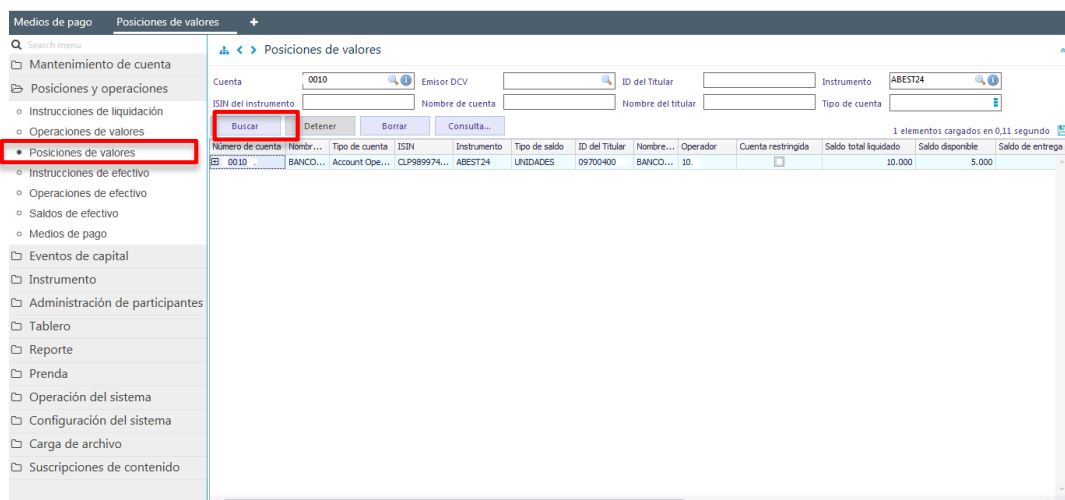 Medios de pago Posiciones de valores +
Search menu
Mantenimiento de cuenta
Posiciones y operaciones
Instrucciones de liquidación
Operaciones de valores
Posiciones de valores
Instrucciones de efectivo
Operaciones de efectivo
Saldos de efectivo
Medios de pago
Eventos de capital
Instrumento
Administración de participantes
Tablero
Reporte
Prenda
Operación del sistema
Configuración del sistema
Carga de archivo
Suscripciones de contenido
< > Posiciones de valores
Cuenta 0010 Emisor DCV ID del Titular Instrumento ABEST24
ISIN del instrumento Nombre de cuenta Nombre del titular Tipo de cuenta
Buscar Detener Borrar Consulta...
1 elementos cargados en 0,11 segundo
Número de cuenta Nombr... Tipo de cuenta ISIN Instrumento Tipo de saldo ID del Titular Nombre... Operador Cuenta restringida Saldo total liquidado Saldo disponible Saldo de entrega
0010 BANCO... Account Ope... CLP989974... ABEST24 UNIDADES 09700400 BANCO... 10. 10.000 5.000